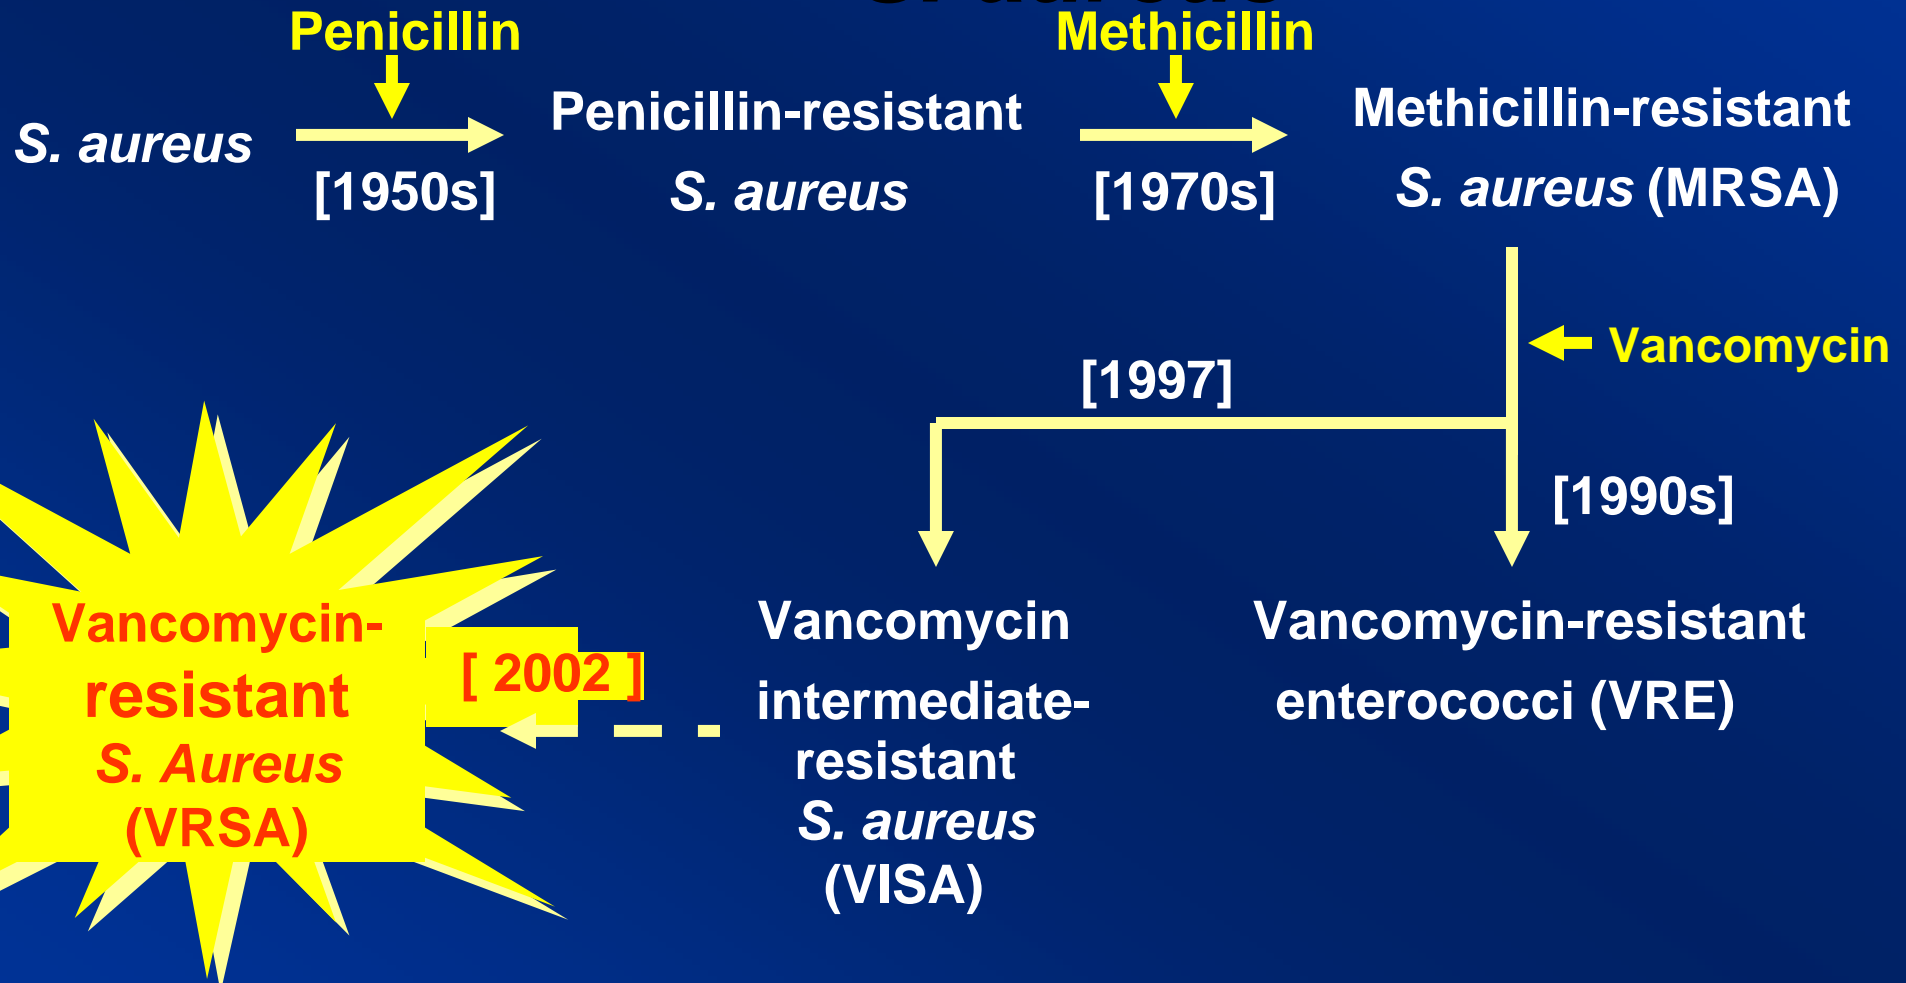 S. aureus
Penicillin
Methicillin
S. aureus
[1950s]
Penicillin-resistant
S. aureus
[1970s]
Methicillin-resistant
S. aureus (MRSA)
Vancomycin
[1997]
[1990s]
Vancomycin-
resistant
S. Aureus
(VRSA)
[ 2002 ]
Vancomycin
intermediate-
resistant
S. aureus
(VISA)
Vancomycin-resistant
enterococci (VRE)